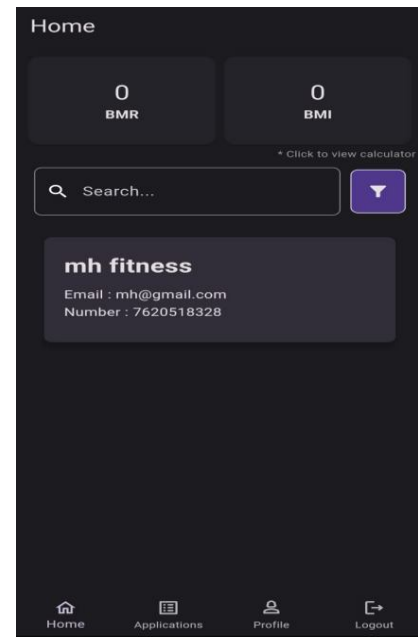 Home
0 0
BMR BMI
* Click to view calculator
Search...
mh fitness
Email : mh@gmail.com
Number : 7620518328
Home Applications Profile Logout